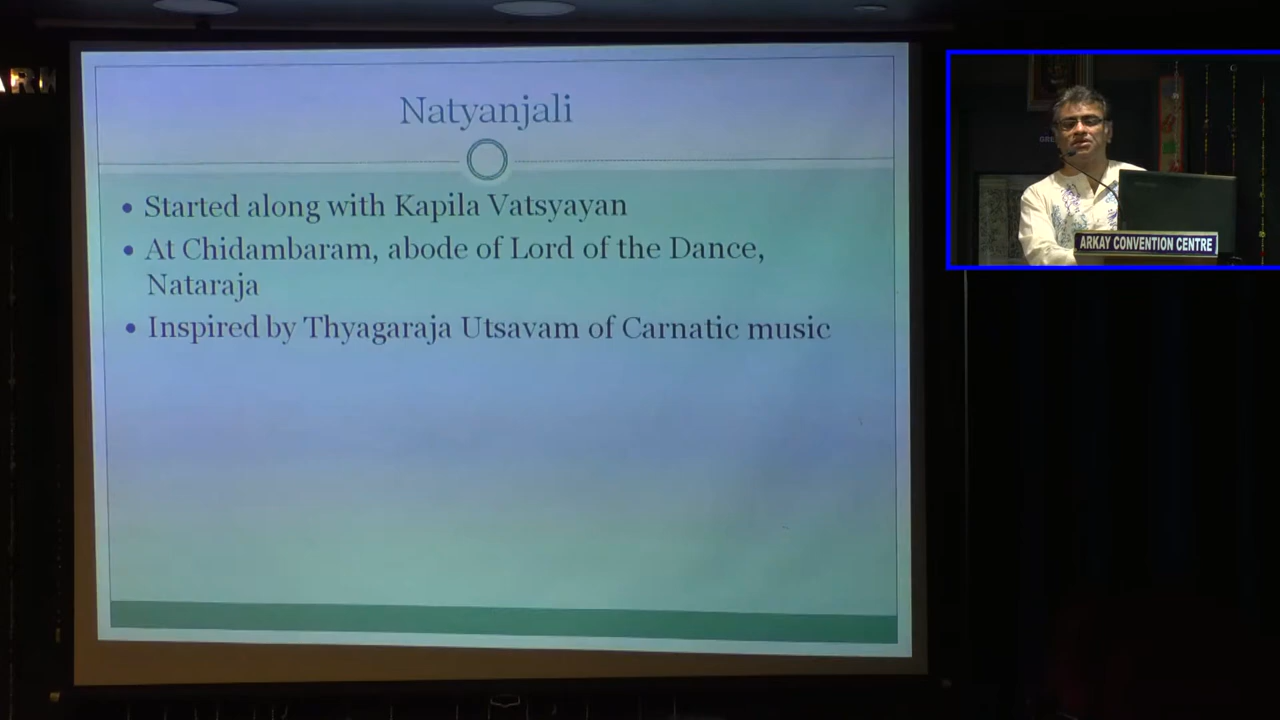 Natyanjali
Started along with Kapila Vatsyayan
At Chidambaram, abode of Lord of the Dance,
Nataraja
Inspired by Thyagaraja Utsavam of Carnatic music
ARKAY CONVENTION CENTRE